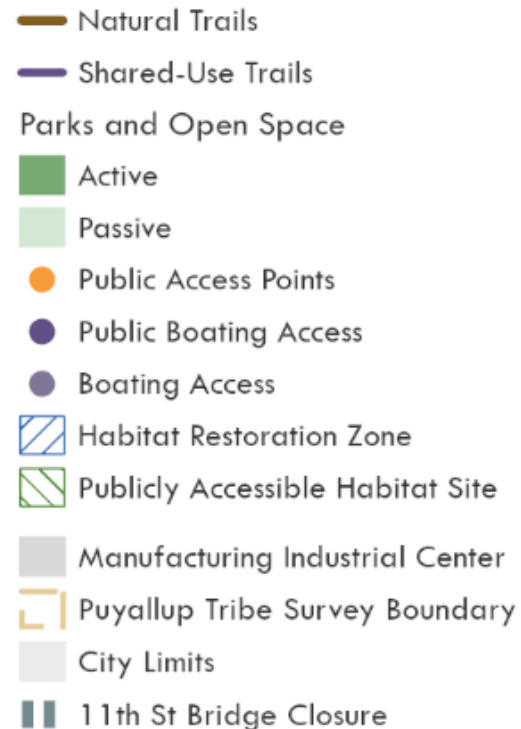 Natural Trails
Shared-Use Trails
Parks and Open Space
Active
Passive
Public Access Points
Public Boating Access
Boating Access
Habitat Restoration Zone
Publicly Accessible Habitat Site
Manufacturing Industrial Center
Puyallup Tribe Survey Boundary
City Limits
11th St Bridge Closure